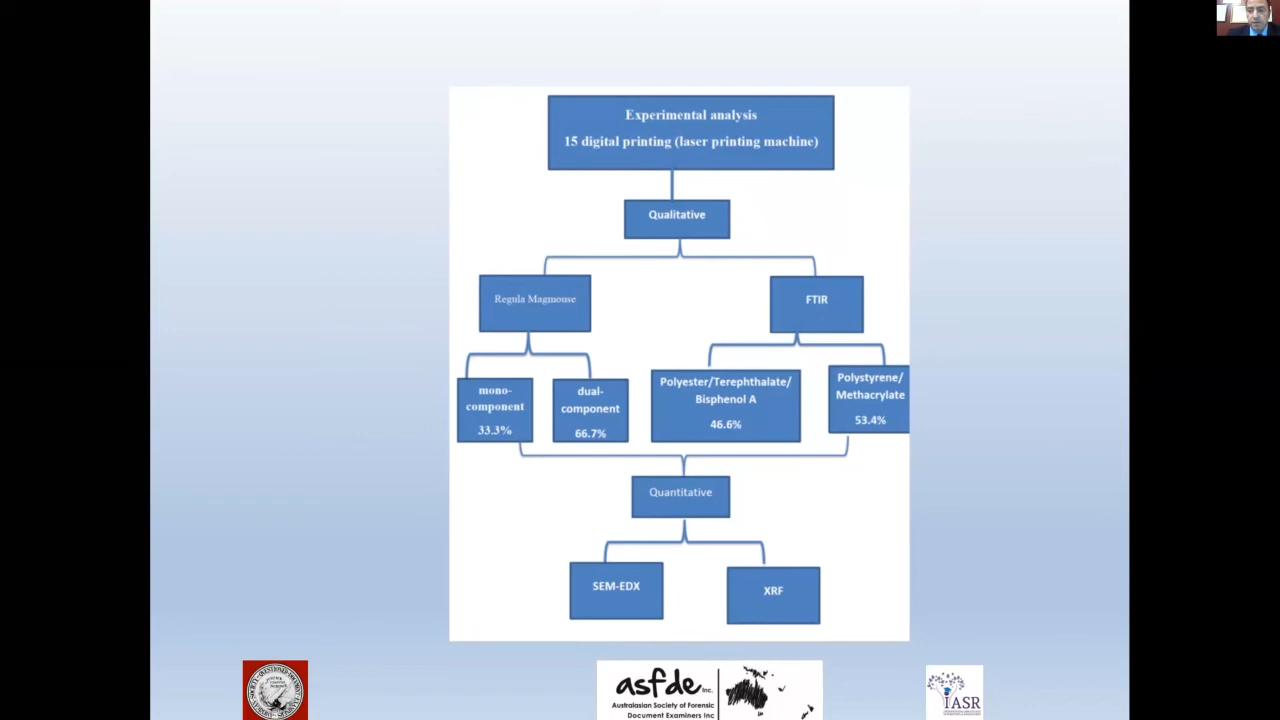 Experimental analysis
15 digital printing (laser printing machine)
Qualitative
Regula Magmouse
FTIR
mono-
component
33.3%
dual-
component
66.7%
Polyester/Terephthalate/
Bisphenol A
46.6%
Polystyrene/
Methacrylate
53.4%
Quantitative
SEM-EDX
XRF
asfde Inc.
Australasian Society of Forensic
Document Examiners Inc
IASR